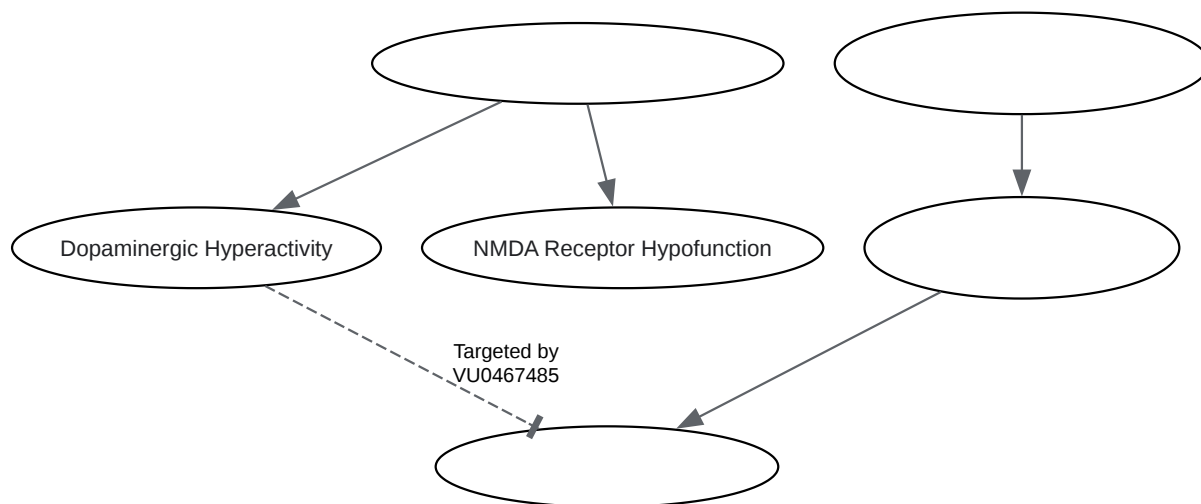 Dopaminergic Hyperactivity
NMDA Receptor Hypofunction
Targeted by
VU0467485